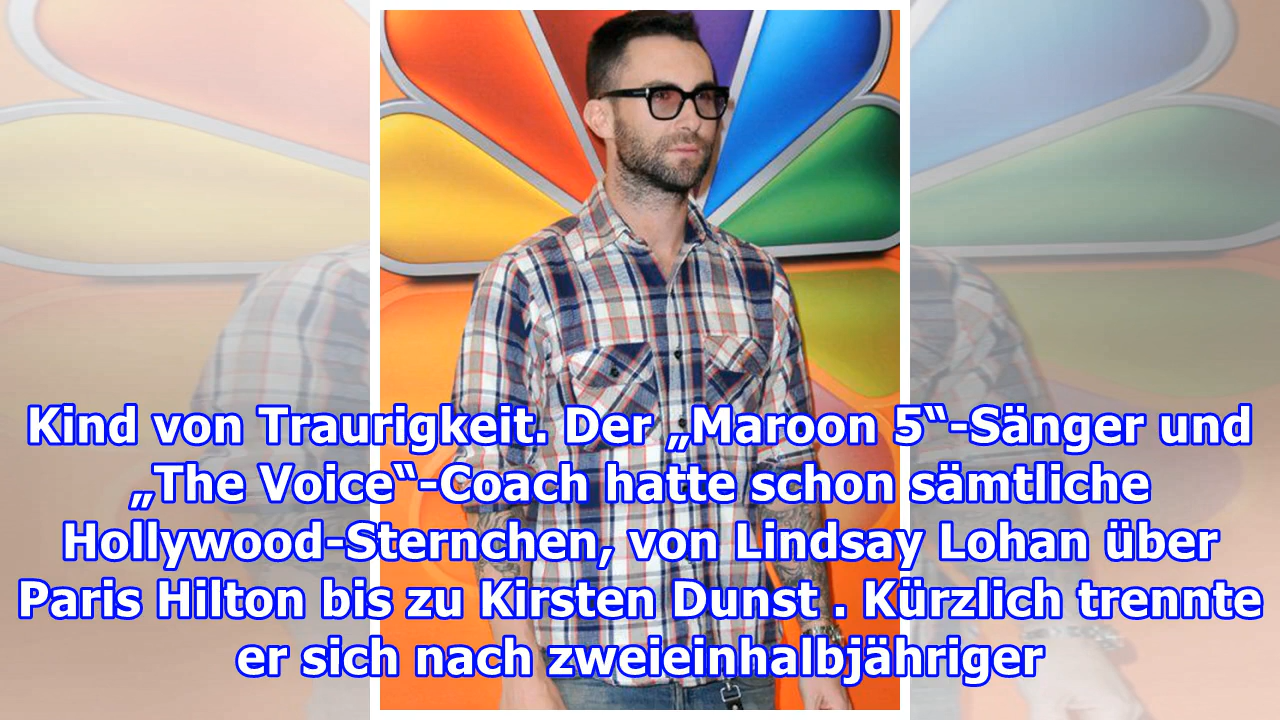 Kind von Traurigkeit. Der „Maroon 5“-Sänger und
„The Voice“-Coach hatte schon sämtliche
Hollywood-Sternchen, von Lindsay Lohan über
Paris Hilton bis zu Kirsten Dunst . Kürzlich trennte
er sich nach zweieinhalbjähriger